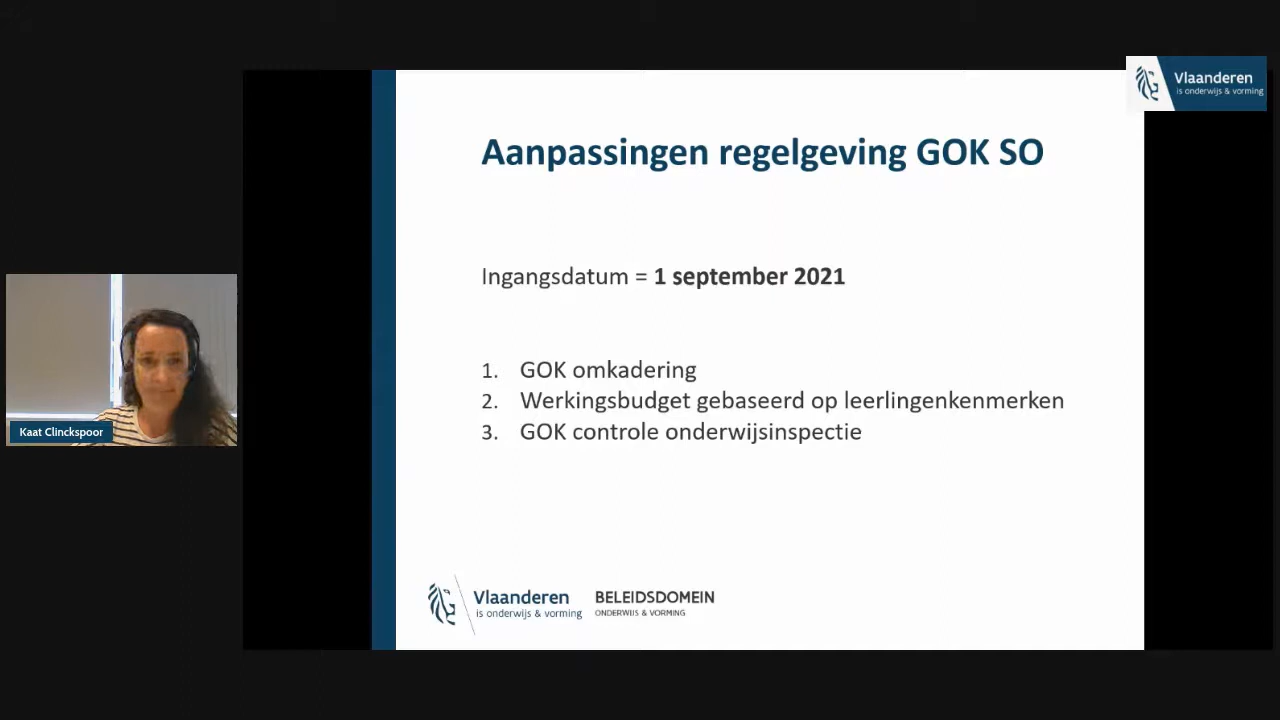 Vlaanderen
is onderwijs & vorming
Aanpassingen regelgeving GOK SO
Ingangsdatum = 1 september 2021
1. GOK omkadering
2. Werkingsbudget gebaseerd op leerlingenkenmerken
3. GOK controle onderwijsinspectie
Kaat Clinckspoor
Vlaanderen
is onderwijs & vorming
BELEIDSDOMEIN
ONDERWIJS & VORMING